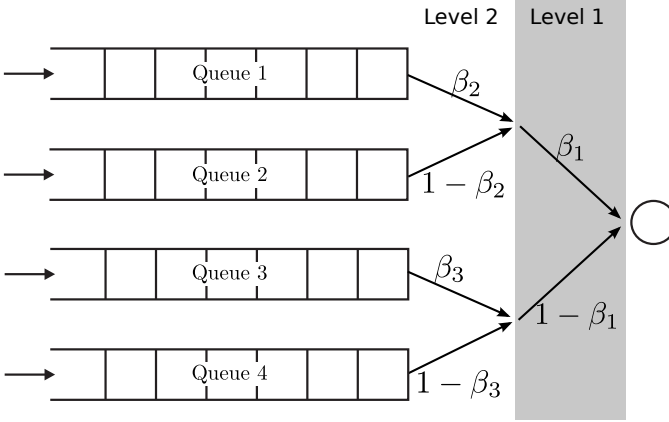 Level 2 Level 1
Queue 1
β₂
Queue 2
1 − β₂
β₁
Queue 3
β₃
1 − β₁
Queue 4
1 − β₃